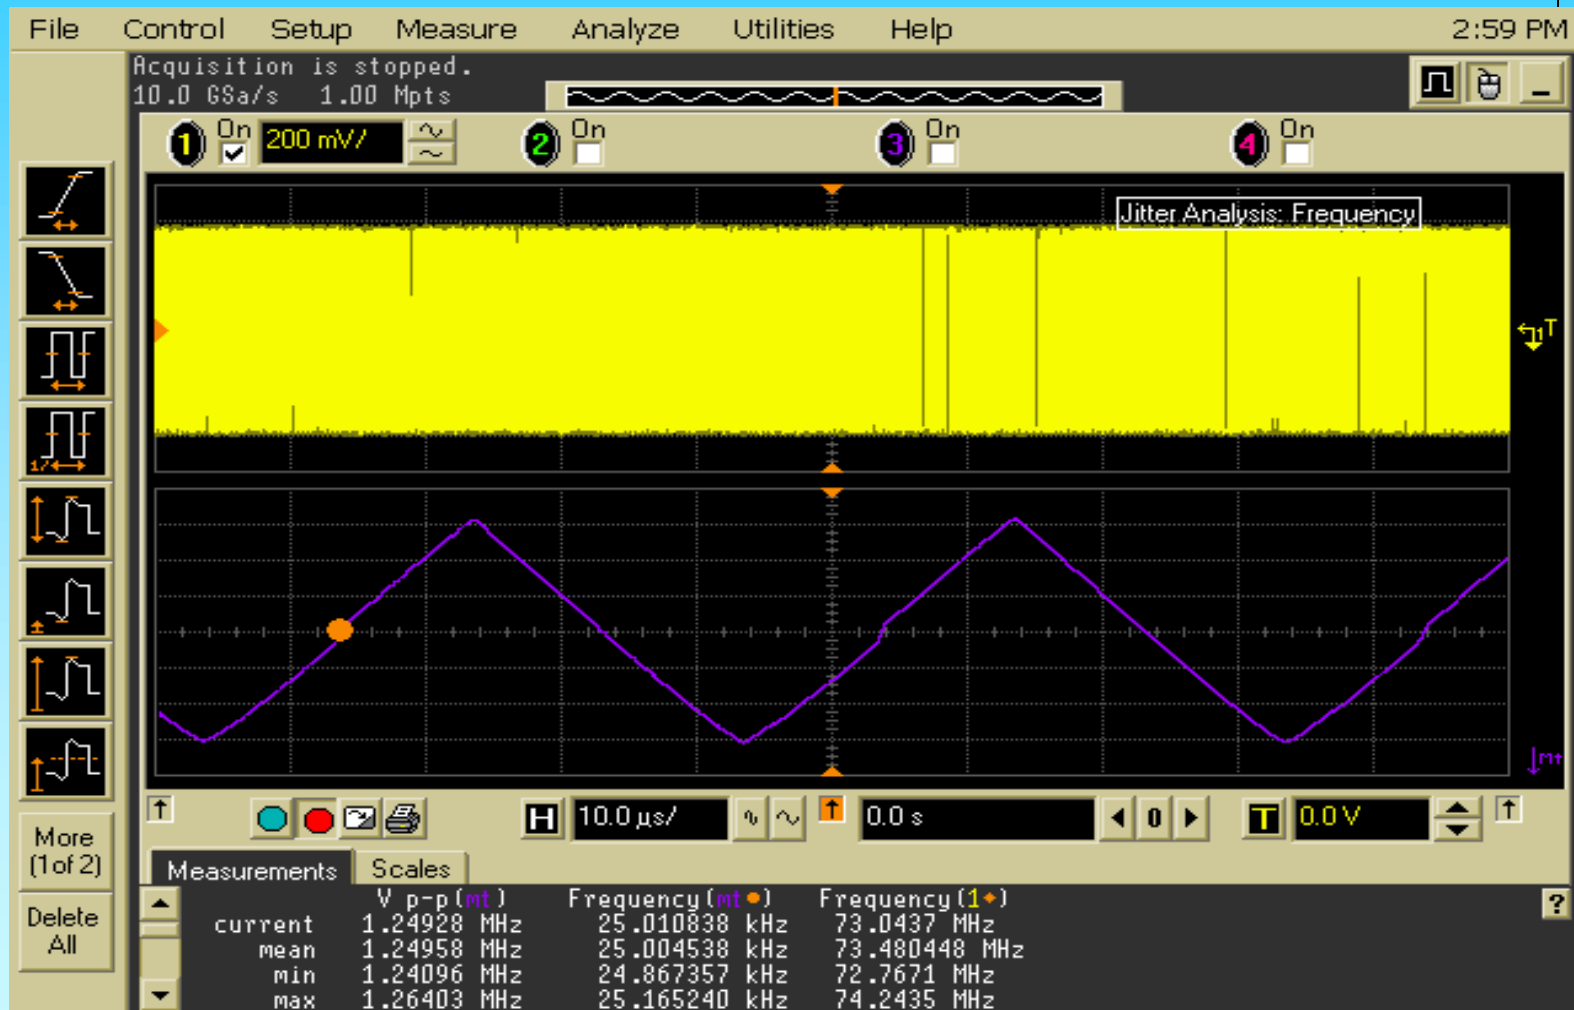 File Control Setup Measure Analyze Utilities Help 2:59 PM
Acquisition is stopped.
10.0 GSa/s 1.00 Mpts
1 On 200 mV/ 2 On 3 On 4 On
Jitter Analysis: Frequency
1 T
mt
1/
H 10.0 µs/ 0.0 s 0 T 0.0 V
More
(1 of 2)
Delete
All
Measurements Scales
V p-p(mt) Frequency(mt●) Frequency(1◆) ?
current 1.24928 MHz 25.010838 kHz 73.0437 MHz
mean 1.24958 MHz 25.004538 kHz 73.480448 MHz
min 1.24096 MHz 24.867357 kHz 72.7671 MHz
max 1.26403 MHz 25.165240 kHz 74.2435 MHz